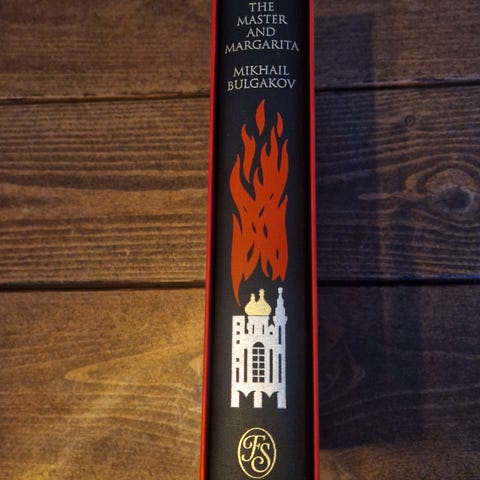 THE
MASTER
AND
MARGARITA
MIKHAIL
BULGAKOV
FS